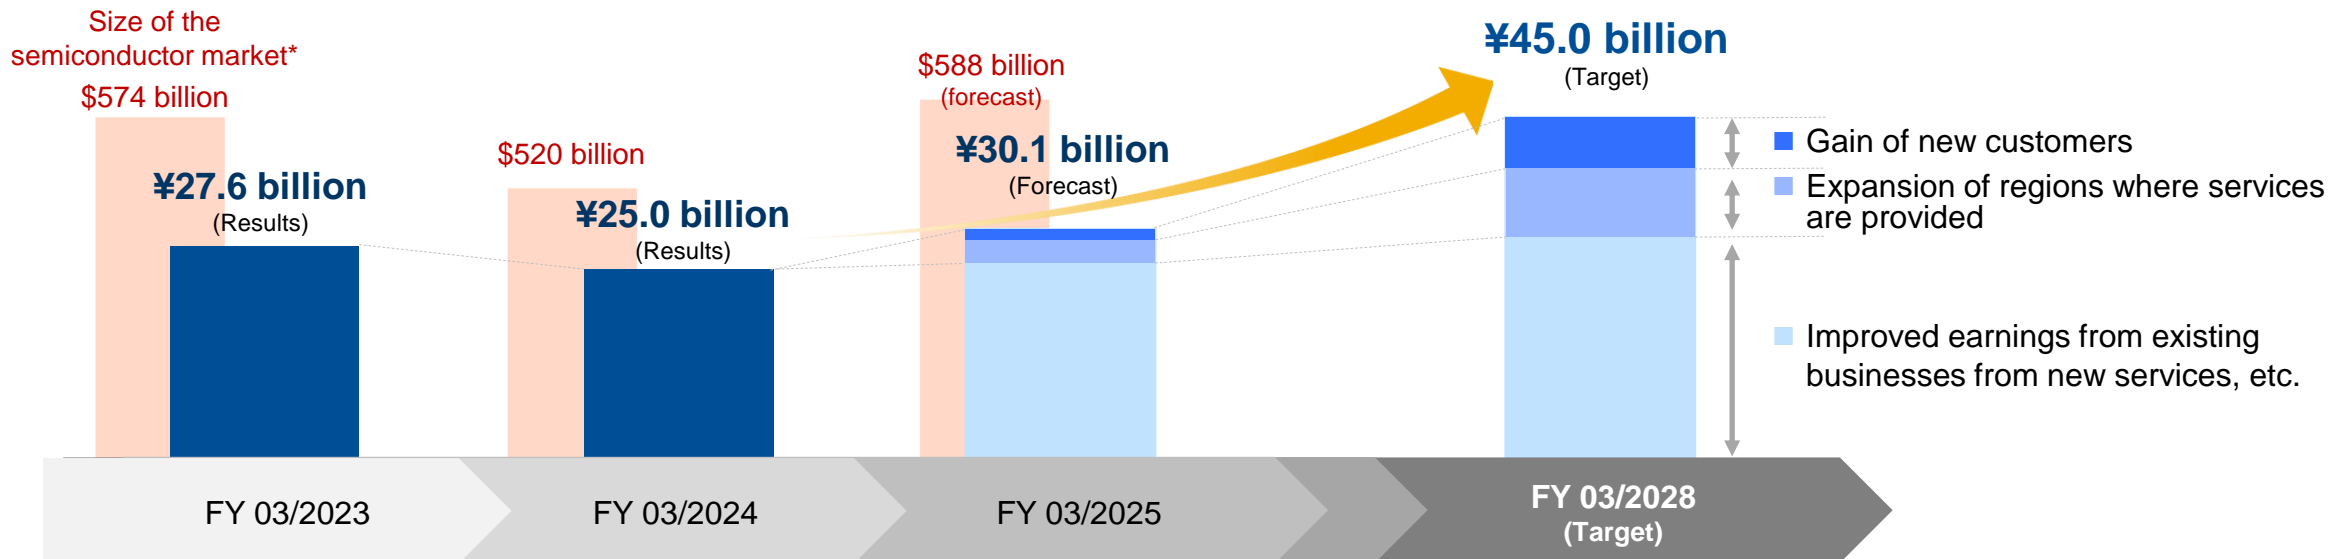 Size of the
semiconductor market*
$574 billion
¥27.6 billion
(Results)
$520 billion
¥25.0 billion
(Results)
$588 billion
(forecast)
¥30.1 billion
(Forecast)
¥45.0 billion
(Target)
Gain of new customers
Expansion of regions where services
are provided
Improved earnings from existing
businesses from new services, etc.
FY 03/2023
FY 03/2024
FY 03/2025
FY 03/2028
(Target)